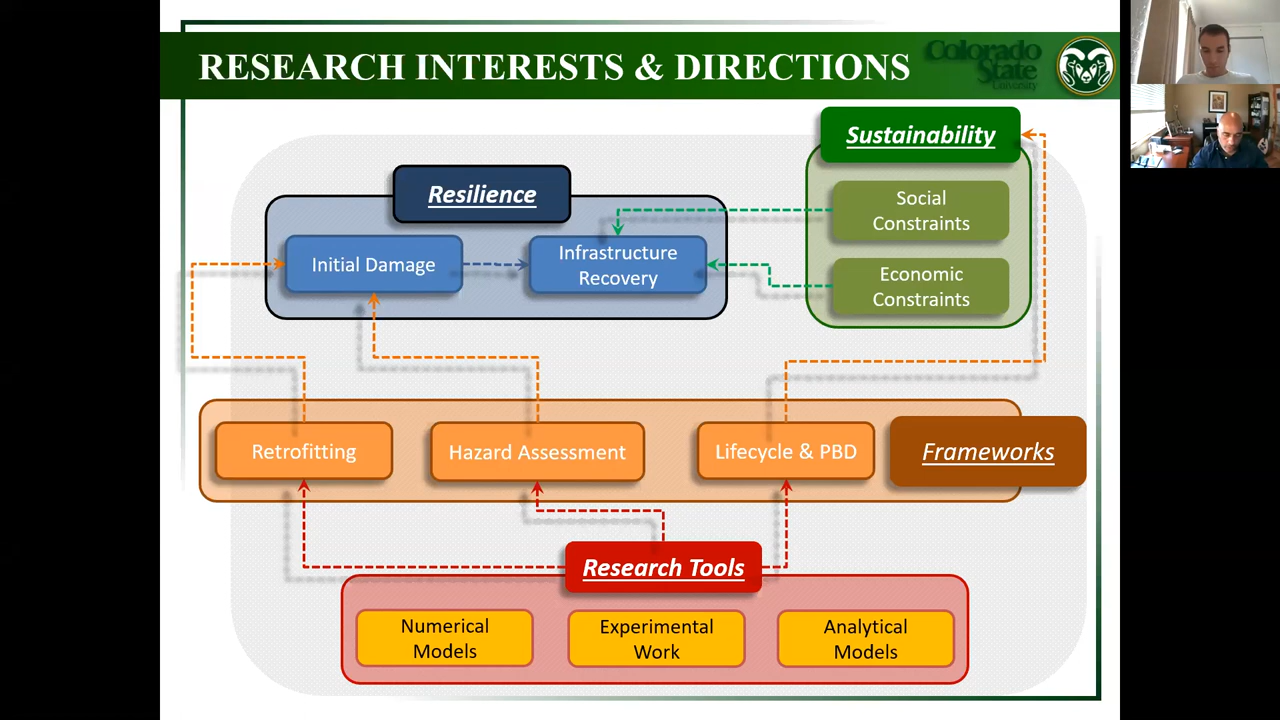 RESEARCH INTERESTS & DIRECTIONS
Colorado
State
University
Sustainability
Resilience
Social
Constraints
Initial Damage
Infrastructure
Recovery
Economic
Constraints
Retrofitting
Hazard Assessment
Lifecycle & PBD
Frameworks
Research Tools
Numerical
Models
Experimental
Work
Analytical
Models